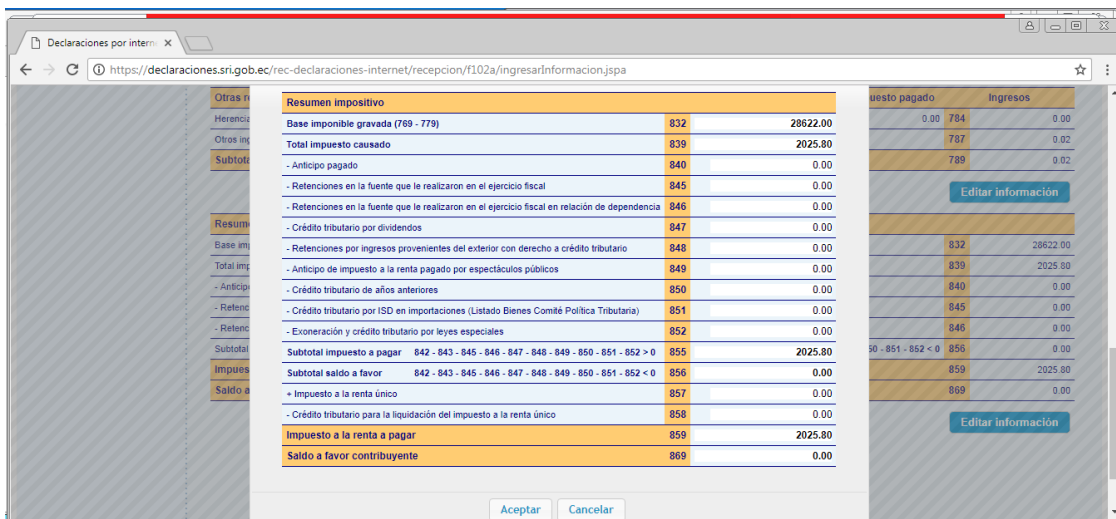 Declaraciones por intern
https://declaraciones.sri.gob.ec/rec-declaraciones-internet/recepcion/f102a/ingresarInformacion.jspa
Otras r
uesto pagado Ingresos
Herencia
0.00 784 0.00
Otros ing
787 0.02
Subtota
789 0.02
Editar información
Resumen impositivo
Base imponible gravada (769 - 779) 832 28622.00
Total impuesto causado 839 2025.80
- Anticipo pagado 840 0.00
- Retenciones en la fuente que le realizaron en el ejercicio fiscal 845 0.00
- Retenciones en la fuente que le realizaron en el ejercicio fiscal en relación de dependencia 846 0.00
- Crédito tributario por dividendos 847 0.00
- Retenciones por ingresos provenientes del exterior con derecho a crédito tributario 848 0.00
- Anticipo de impuesto a la renta pagado por espectáculos públicos 849 0.00
- Crédito tributario de años anteriores 850 0.00
- Crédito tributario por ISD en importaciones (Listado Bienes Comité Política Tributaria) 851 0.00
- Exoneración y crédito tributario por leyes especiales 852 0.00
Subtotal impuesto a pagar 842 - 843 - 845 - 846 - 847 - 848 - 849 - 850 - 851 - 852 > 0 855 2025.80
Subtotal saldo a favor 842 - 843 - 845 - 846 - 847 - 848 - 849 - 850 - 851 - 852 < 0 856 0.00
+ Impuesto a la renta único 857 0.00
- Crédito tributario para la liquidación del impuesto a la renta único 858 0.00
Impuesto a la renta a pagar 859 2025.80
Saldo a favor contribuyente 869 0.00
Aceptar Cancelar
Resum
Base imp
832 28622.00
Total imp
839 2025.80
- Anticip
840 0.00
- Retenc
845 0.00
- Retenc
846 0.00
Subtotal
50 - 851 - 852 < 0 856 0.00
Impues
859 2025.80
Saldo a
869 0.00
Editar información